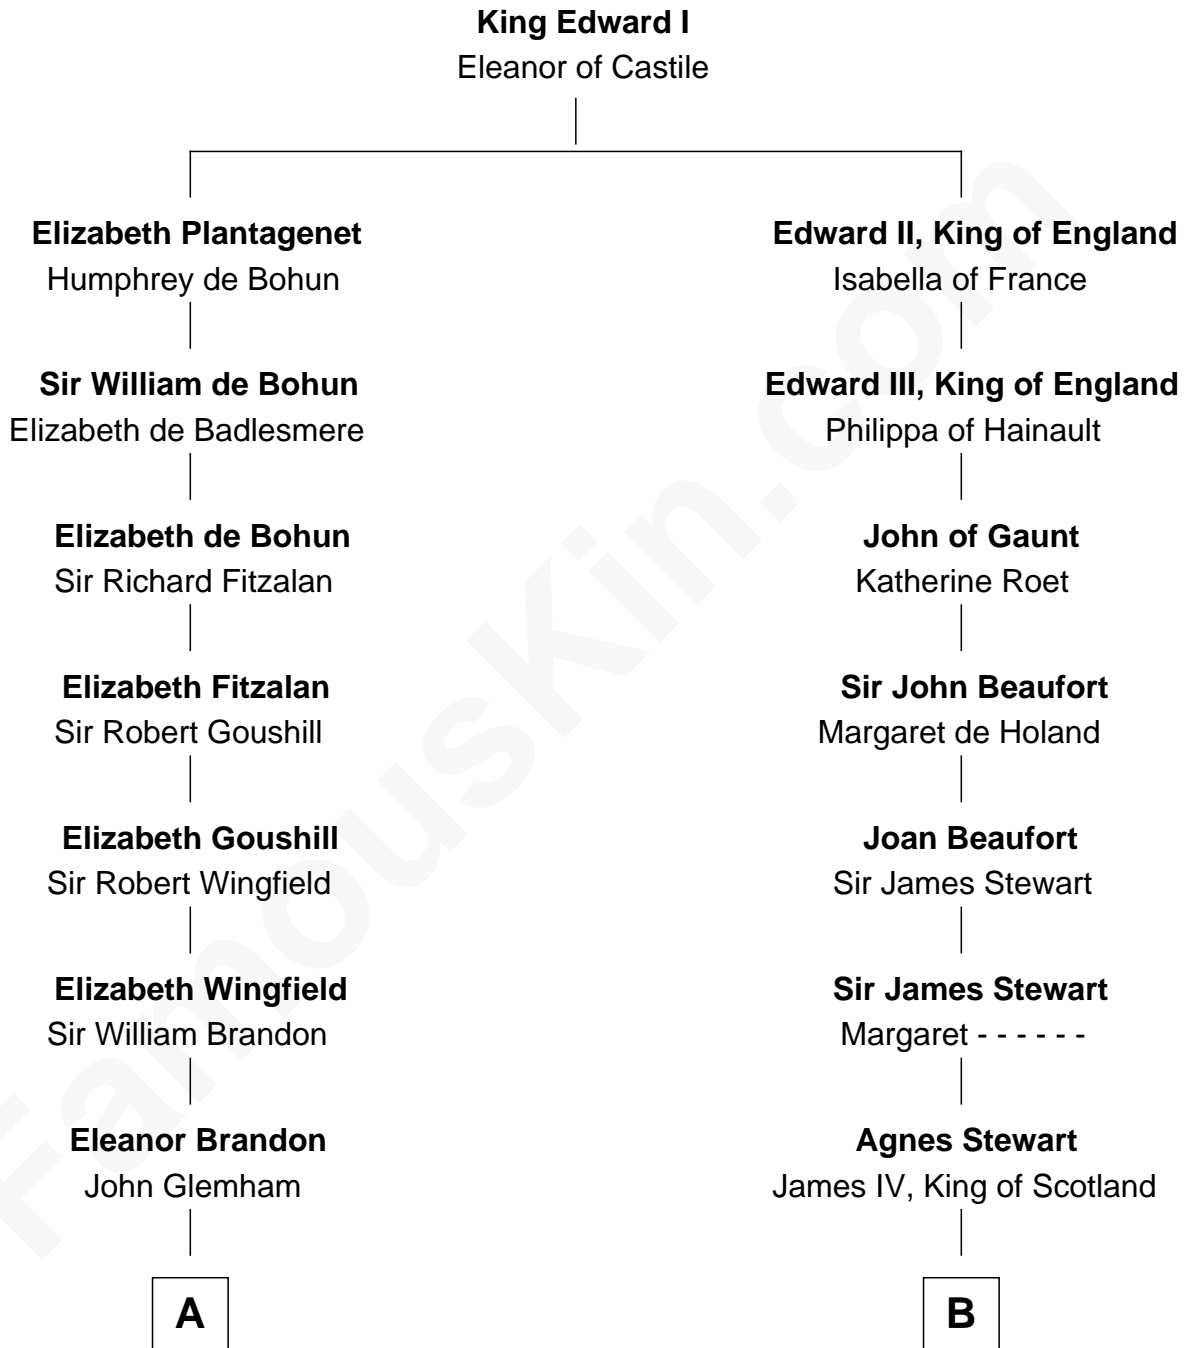 King Edward I
Eleanor of Castile
Elizabeth Plantagenet
Humphrey de Bohun
Sir William de Bohun
Elizabeth de Badlesmere
Elizabeth de Bohun
Sir Richard Fitzalan
Elizabeth Fitzalan
Sir Robert Goushill
Elizabeth Goushill
Sir Robert Wingfield
Elizabeth Wingfield
Sir William Brandon
Eleanor Brandon
John Glemham
A
Edward II, King of England
Isabella of France
Edward III, King of England
Philippa of Hainault
John of Gaunt
Katherine Roet
Sir John Beaufort
Margaret de Holand
Joan Beaufort
Sir James Stewart
Sir James Stewart
Margaret - - - - - -
Agnes Stewart
James IV, King of Scotland
B
FamousKin.com